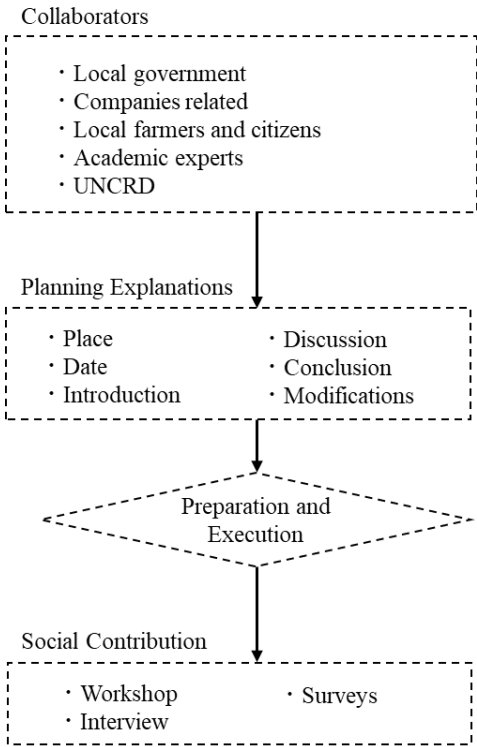 Collaborators
・Local government
・Companies related
・Local farmers and citizens
・Academic experts
・UNCRD
Planning Explanations
・Place
・Date
・Introduction
・Discussion
・Conclusion
・Modifications
Preparation and
Execution
Social Contribution
・Workshop
・Interview
・Surveys